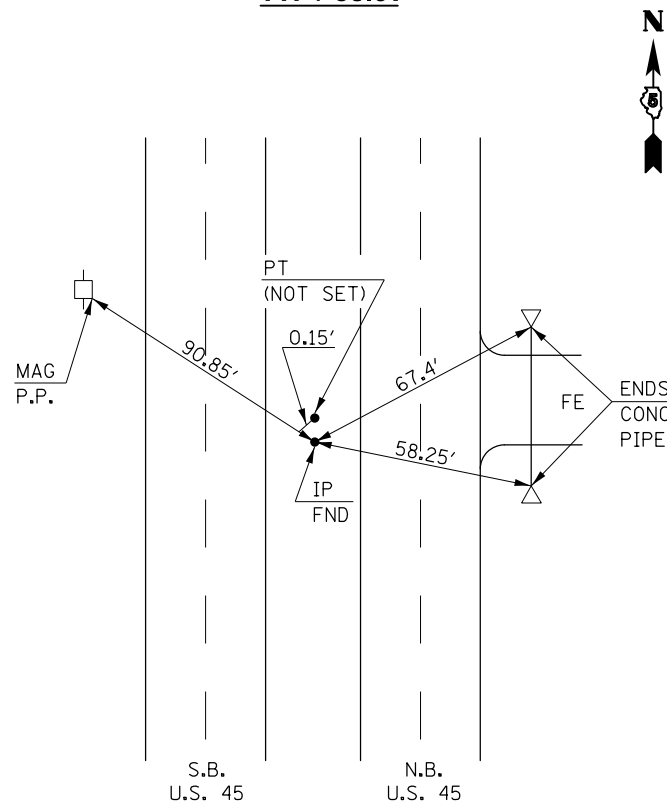 N
5
PT
(NOT SET)
0.15'
90.85'
67.4'
MAG
P.P.
FE
ENDS
CONC
PIPE
58.25'
IP
FND
S.B.
U.S. 45
N.B.
U.S. 45